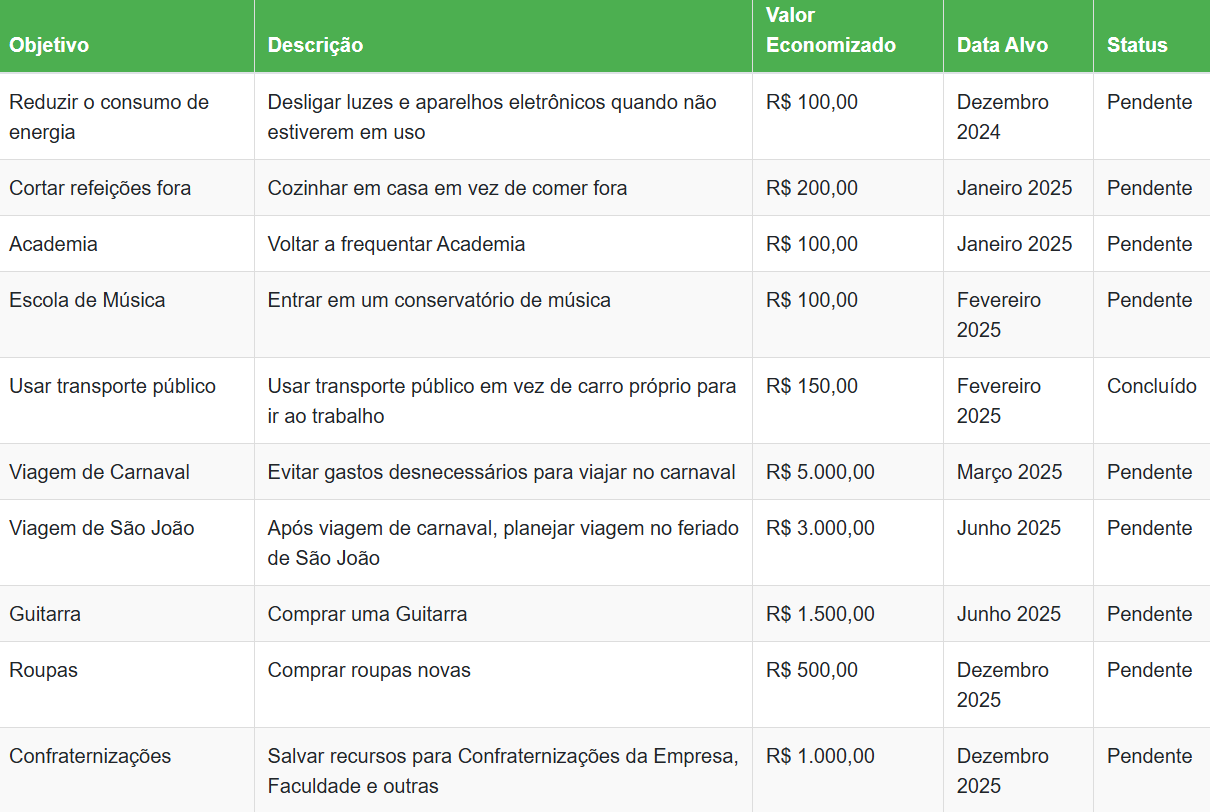 Objetivo Descrição Valor Economizado Data Alvo Status
Reduzir o consumo de energia Desligar luzes e aparelhos eletrônicos quando não estiverem em uso R$ 100,00 Dezembro 2024 Pendente
Cortar refeições fora Cozinhar em casa em vez de comer fora R$ 200,00 Janeiro 2025 Pendente
Academia Voltar a frequentar Academia R$ 100,00 Janeiro 2025 Pendente
Escola de Música Entrar em um conservatório de música R$ 100,00 Fevereiro 2025 Pendente
Usar transporte público Usar transporte público em vez de carro próprio para ir ao trabalho R$ 150,00 Fevereiro 2025 Concluído
Viagem de Carnaval Evitar gastos desnecessários para viajar no carnaval R$ 5.000,00 Março 2025 Pendente
Viagem de São João Após viagem de carnaval, planejar viagem no feriado de São João R$ 3.000,00 Junho 2025 Pendente
Guitarra Comprar uma Guitarra R$ 1.500,00 Junho 2025 Pendente
Roupas Comprar roupas novas R$ 500,00 Dezembro 2025 Pendente
Confraternizações Salvar recursos para Confraternizações da Empresa, Faculdade e outras R$ 1.000,00 Dezembro 2025 Pendente